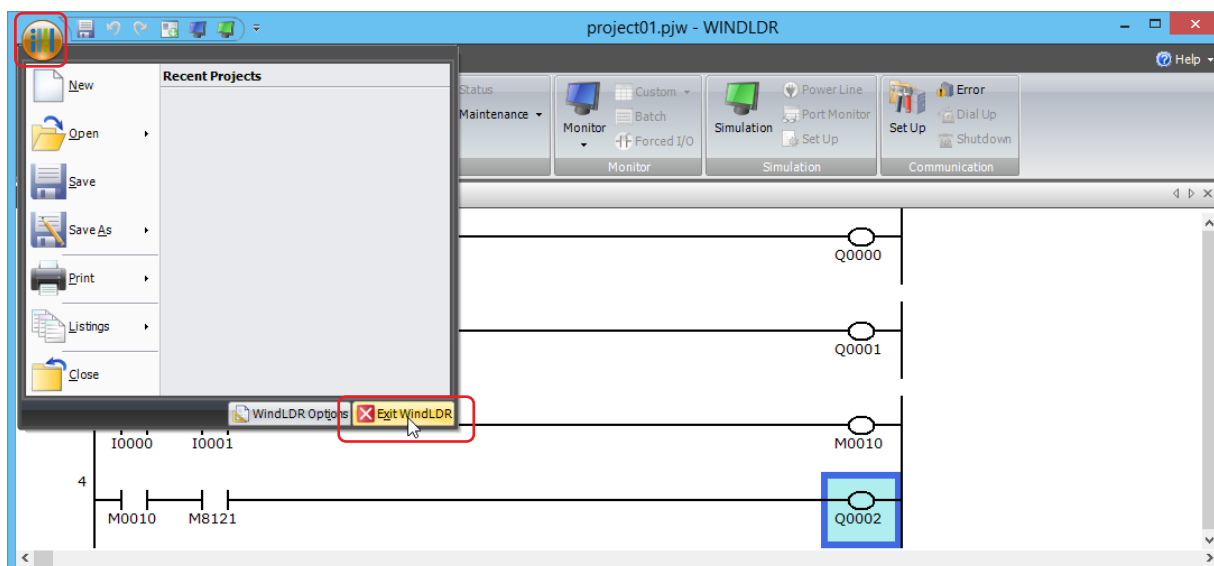 project01.pjw - WINDLDR
Help
New
Open
Save
Save As
Print
Listings
Close
Recent Projects
WindLDR Options
Exit WindLDR
Status
Maintenance
Monitor
Custom
Batch
Forced I/O
Monitor
Simulation
Power Line
Port Monitor
Set Up
Simulation
Set Up
Error
Dial Up
Shutdown
Communication
Q0000
Q0001
I0000 I0001 M0010
4
M0010 M8121 Q0002